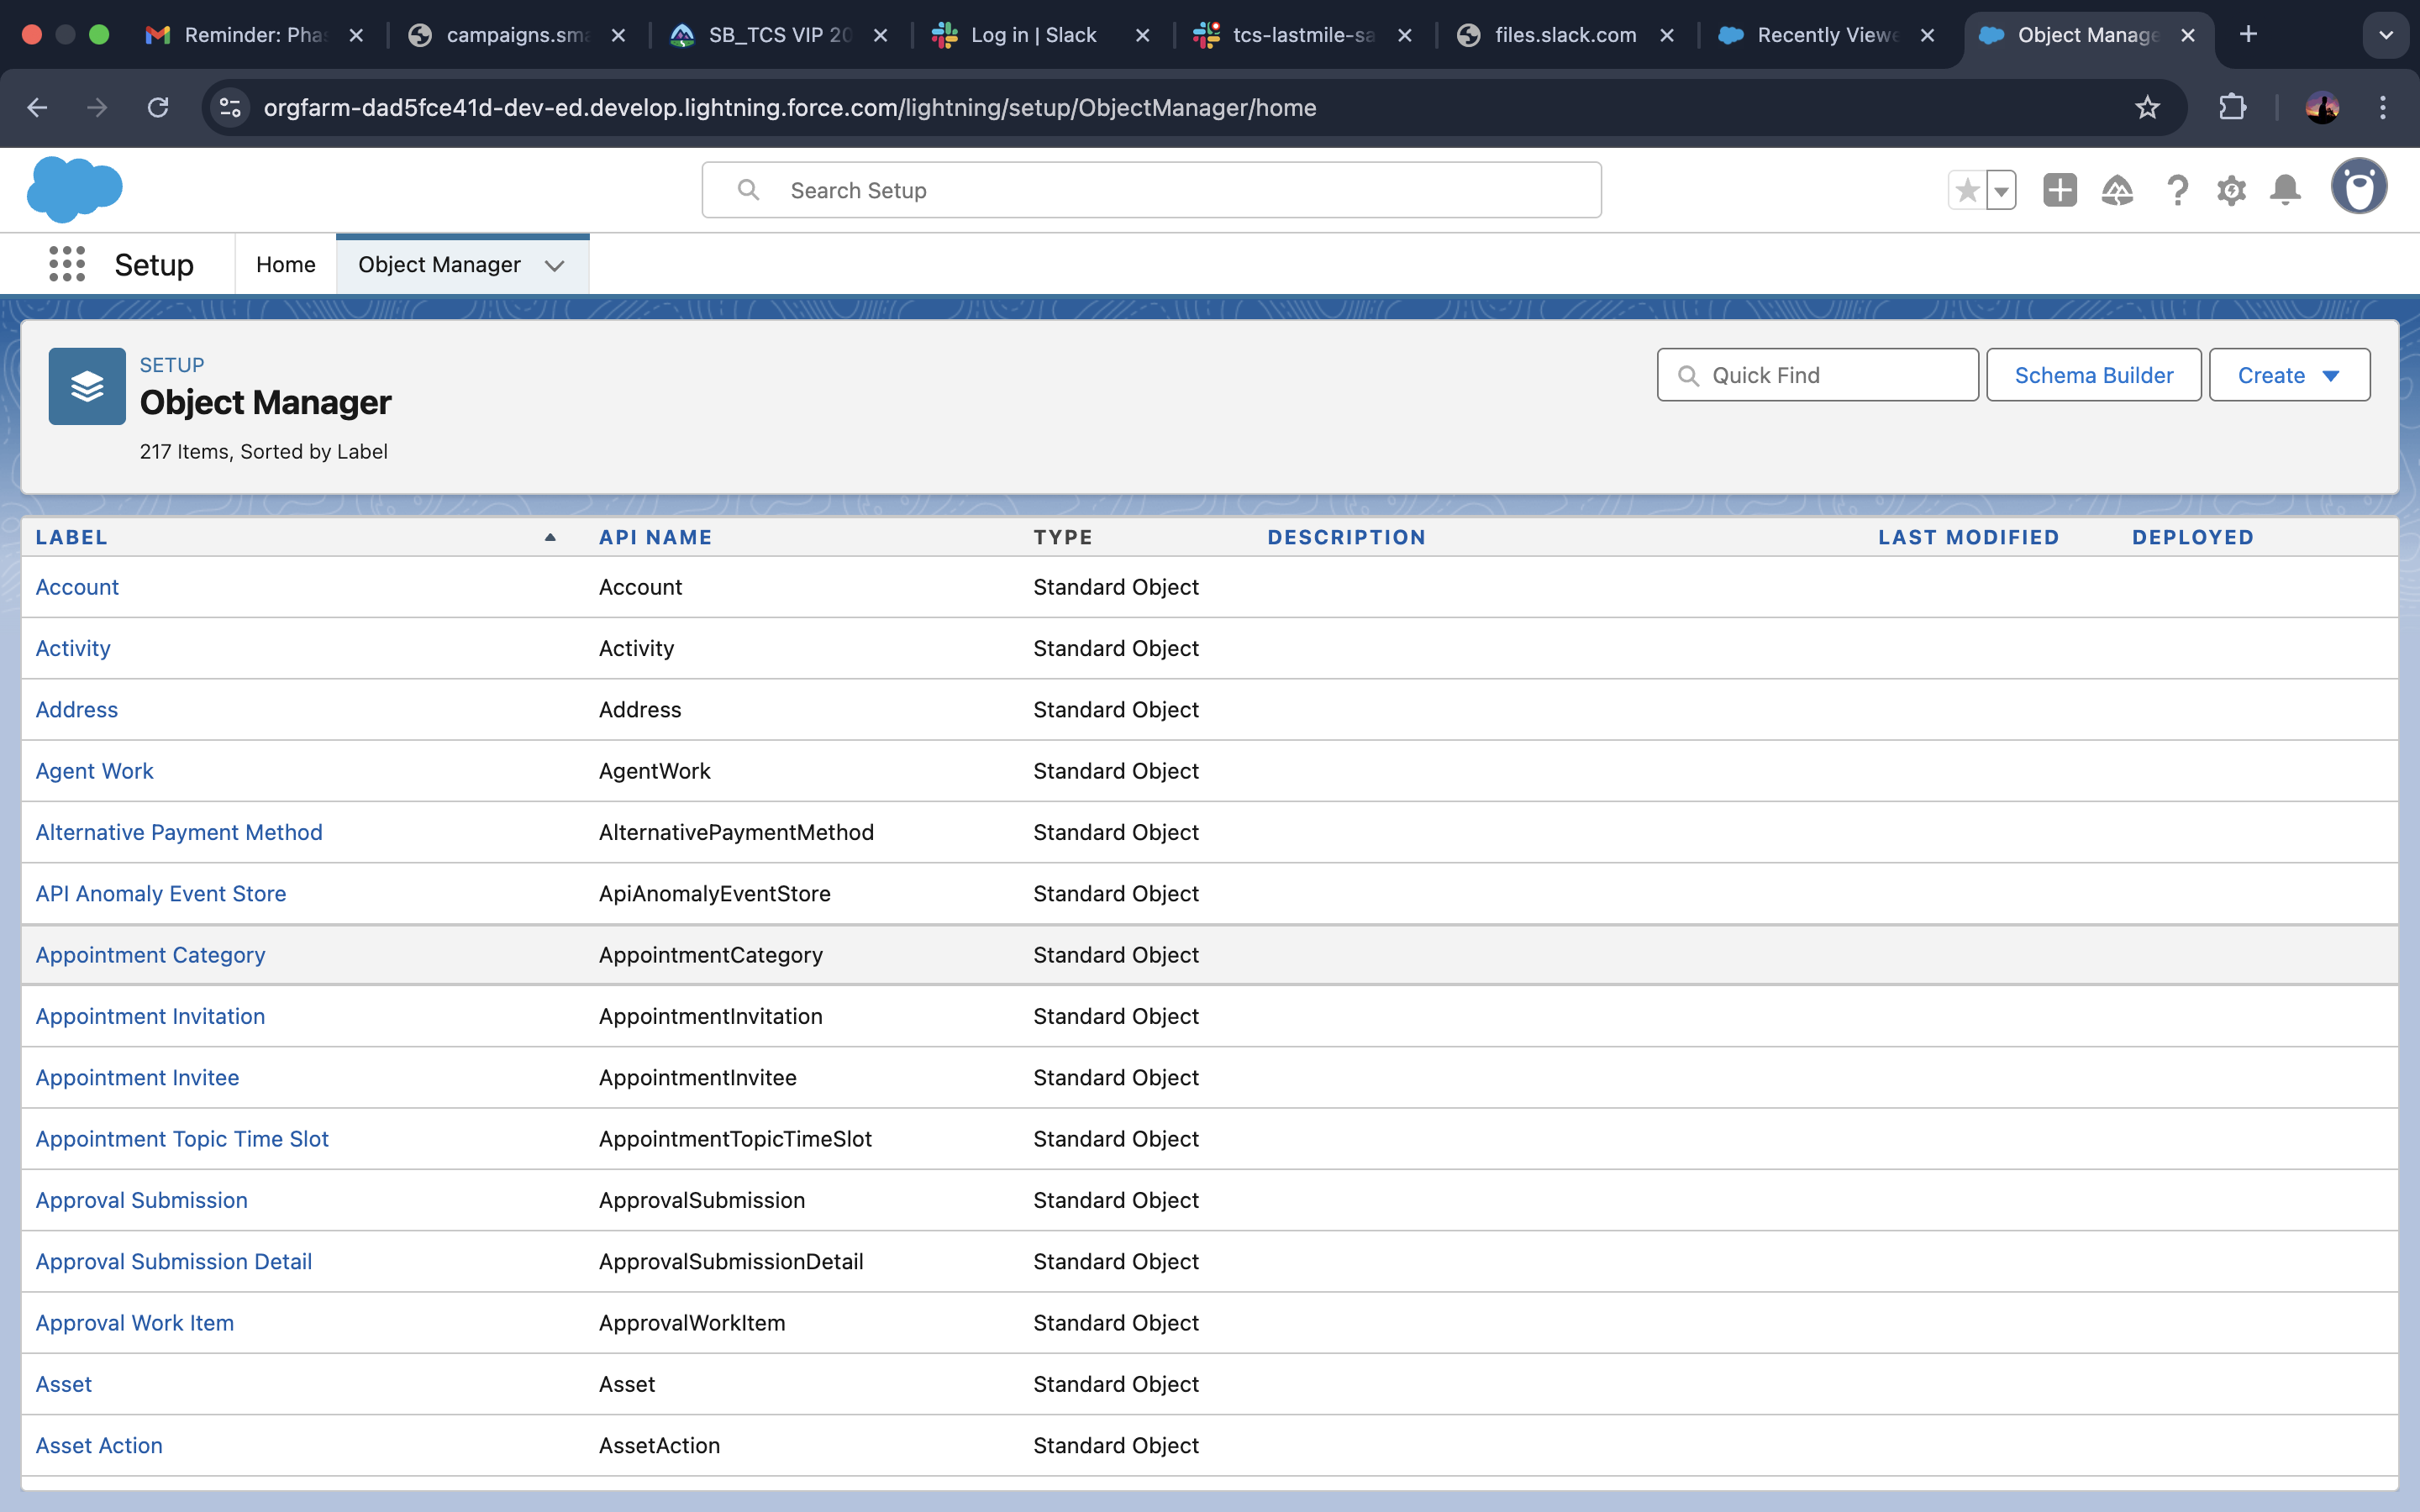 Reminder: Pha
campaigns.sma
SB_TCS VIP 20
Log in | Slack
tcs-lastmile-sa
files.slack.com
Recently Viewe
Object Manage
orgfarm-dad5fce41d-dev-ed.develop.lightning.force.com/lightning/setup/ObjectManager/home
Search Setup
Setup
Home
Object Manager
SETUP
Object Manager
217 Items, Sorted by Label
Quick Find
Schema Builder
Create
LABEL API NAME TYPE DESCRIPTION LAST MODIFIED DEPLOYED
Account Account Standard Object
Activity Activity Standard Object
Address Address Standard Object
Agent Work AgentWork Standard Object
Alternative Payment Method AlternativePaymentMethod Standard Object
API Anomaly Event Store ApiAnomalyEventStore Standard Object
Appointment Category AppointmentCategory Standard Object
Appointment Invitation AppointmentInvitation Standard Object
Appointment Invitee AppointmentInvitee Standard Object
Appointment Topic Time Slot AppointmentTopicTimeSlot Standard Object
Approval Submission ApprovalSubmission Standard Object
Approval Submission Detail ApprovalSubmissionDetail Standard Object
Approval Work Item ApprovalWorkItem Standard Object
Asset Asset Standard Object
Asset Action AssetAction Standard Object